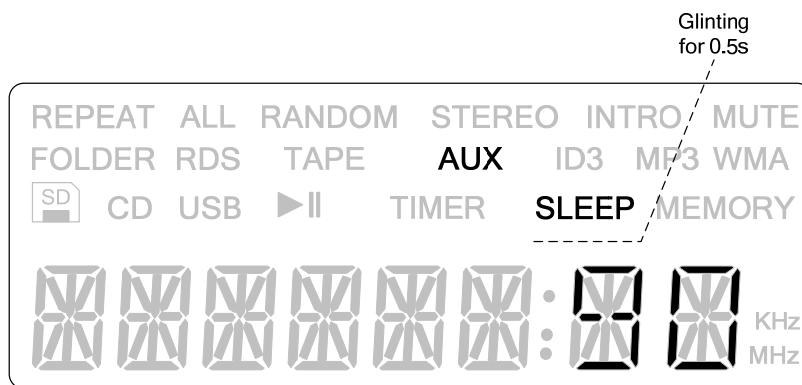 Glinting
for 0.5s
REPEAT ALL RANDOM STEREO INTRO MUTE
FOLDER RDS TAPE AUX ID3 MP3 WMA
SD CD USB TIMER SLEEP MEMORY
90 KHz
MHz